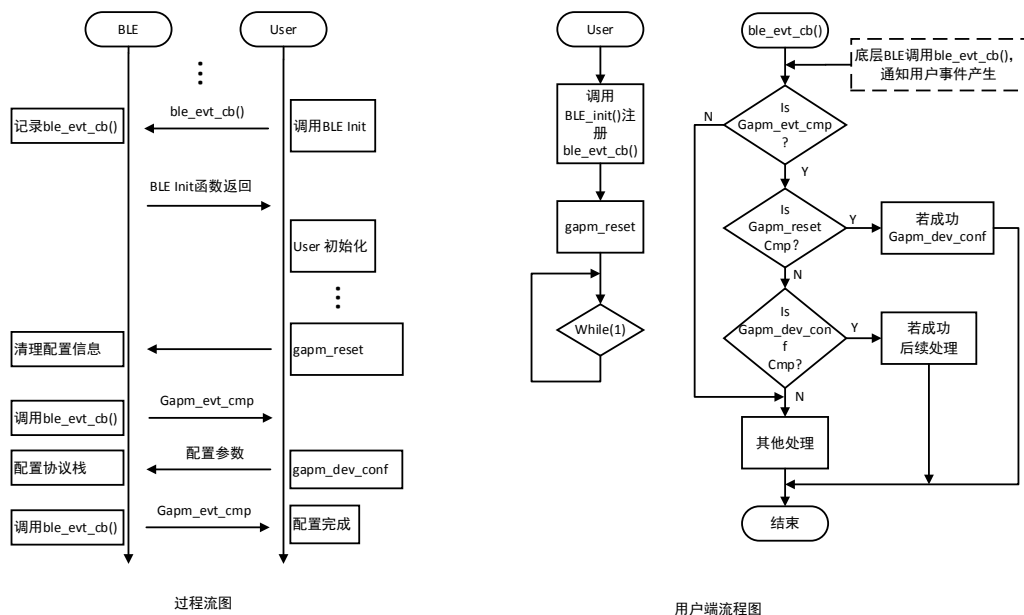 BLE
User
ble_evt_cb()
记录ble_evt_cb()
调用BLE Init
BLE Init函数返回
User 初始化
清理配置信息
gapm_reset
Gapm_evt_cmp
调用ble_evt_cb()
配置参数
配置协议栈
gapm_dev_conf
Gapm_evt_cmp
调用ble_evt_cb()
配置完成
过程流图
User
调用
BLE_init()注
册
ble_evt_cb()
gapm_reset
While(1)
ble_evt_cb()
底层BLE调用ble_evt_cb(),
通知用户事件产生
Is
Gapm_evt_cmp
?
N
Y
Is
Gapm_reset
Cmp?
Y
若成功
Gapm_dev_conf
N
Is
Gapm_dev_con
f
Cmp?
Y
若成功
后续处理
N
其他处理
结束
用户端流程图